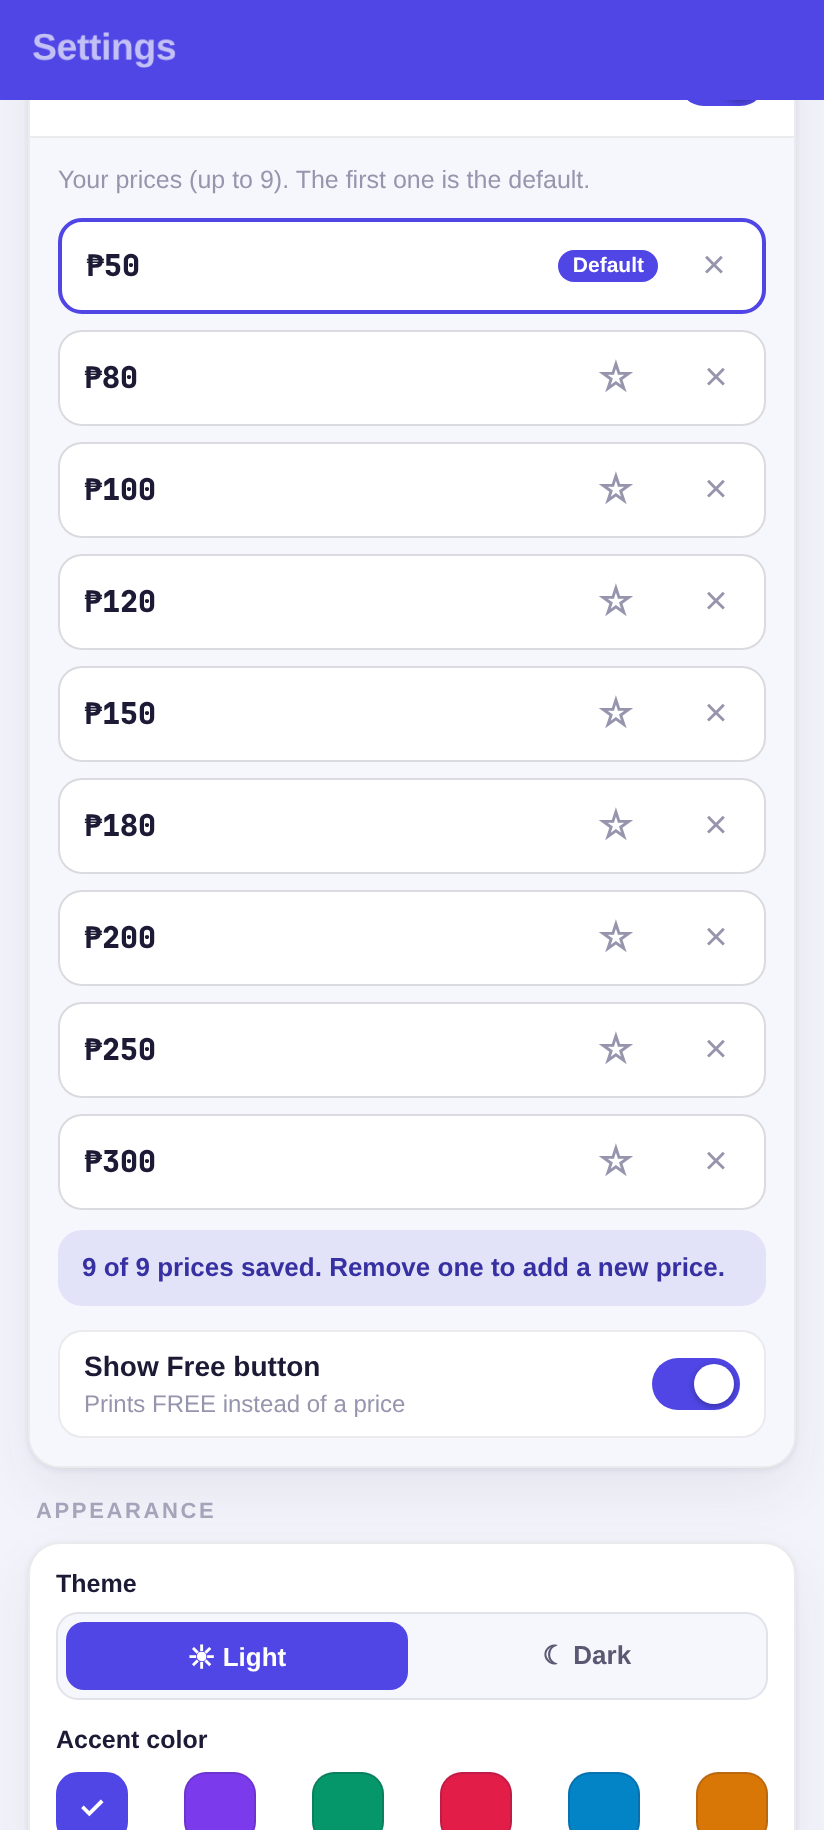 Settings
Your prices (up to 9). The first one is the default.
₱50 Default ✕
₱80 ☆ ✕
₱100 ☆ ✕
₱120 ☆ ✕
₱150 ☆ ✕
₱180 ☆ ✕
₱200 ☆ ✕
₱250 ☆ ✕
₱300 ☆ ✕
9 of 9 prices saved. Remove one to add a new price.
Show Free button
Prints FREE instead of a price
APPEARANCE
Theme
☀ Light ☾ Dark
Accent color